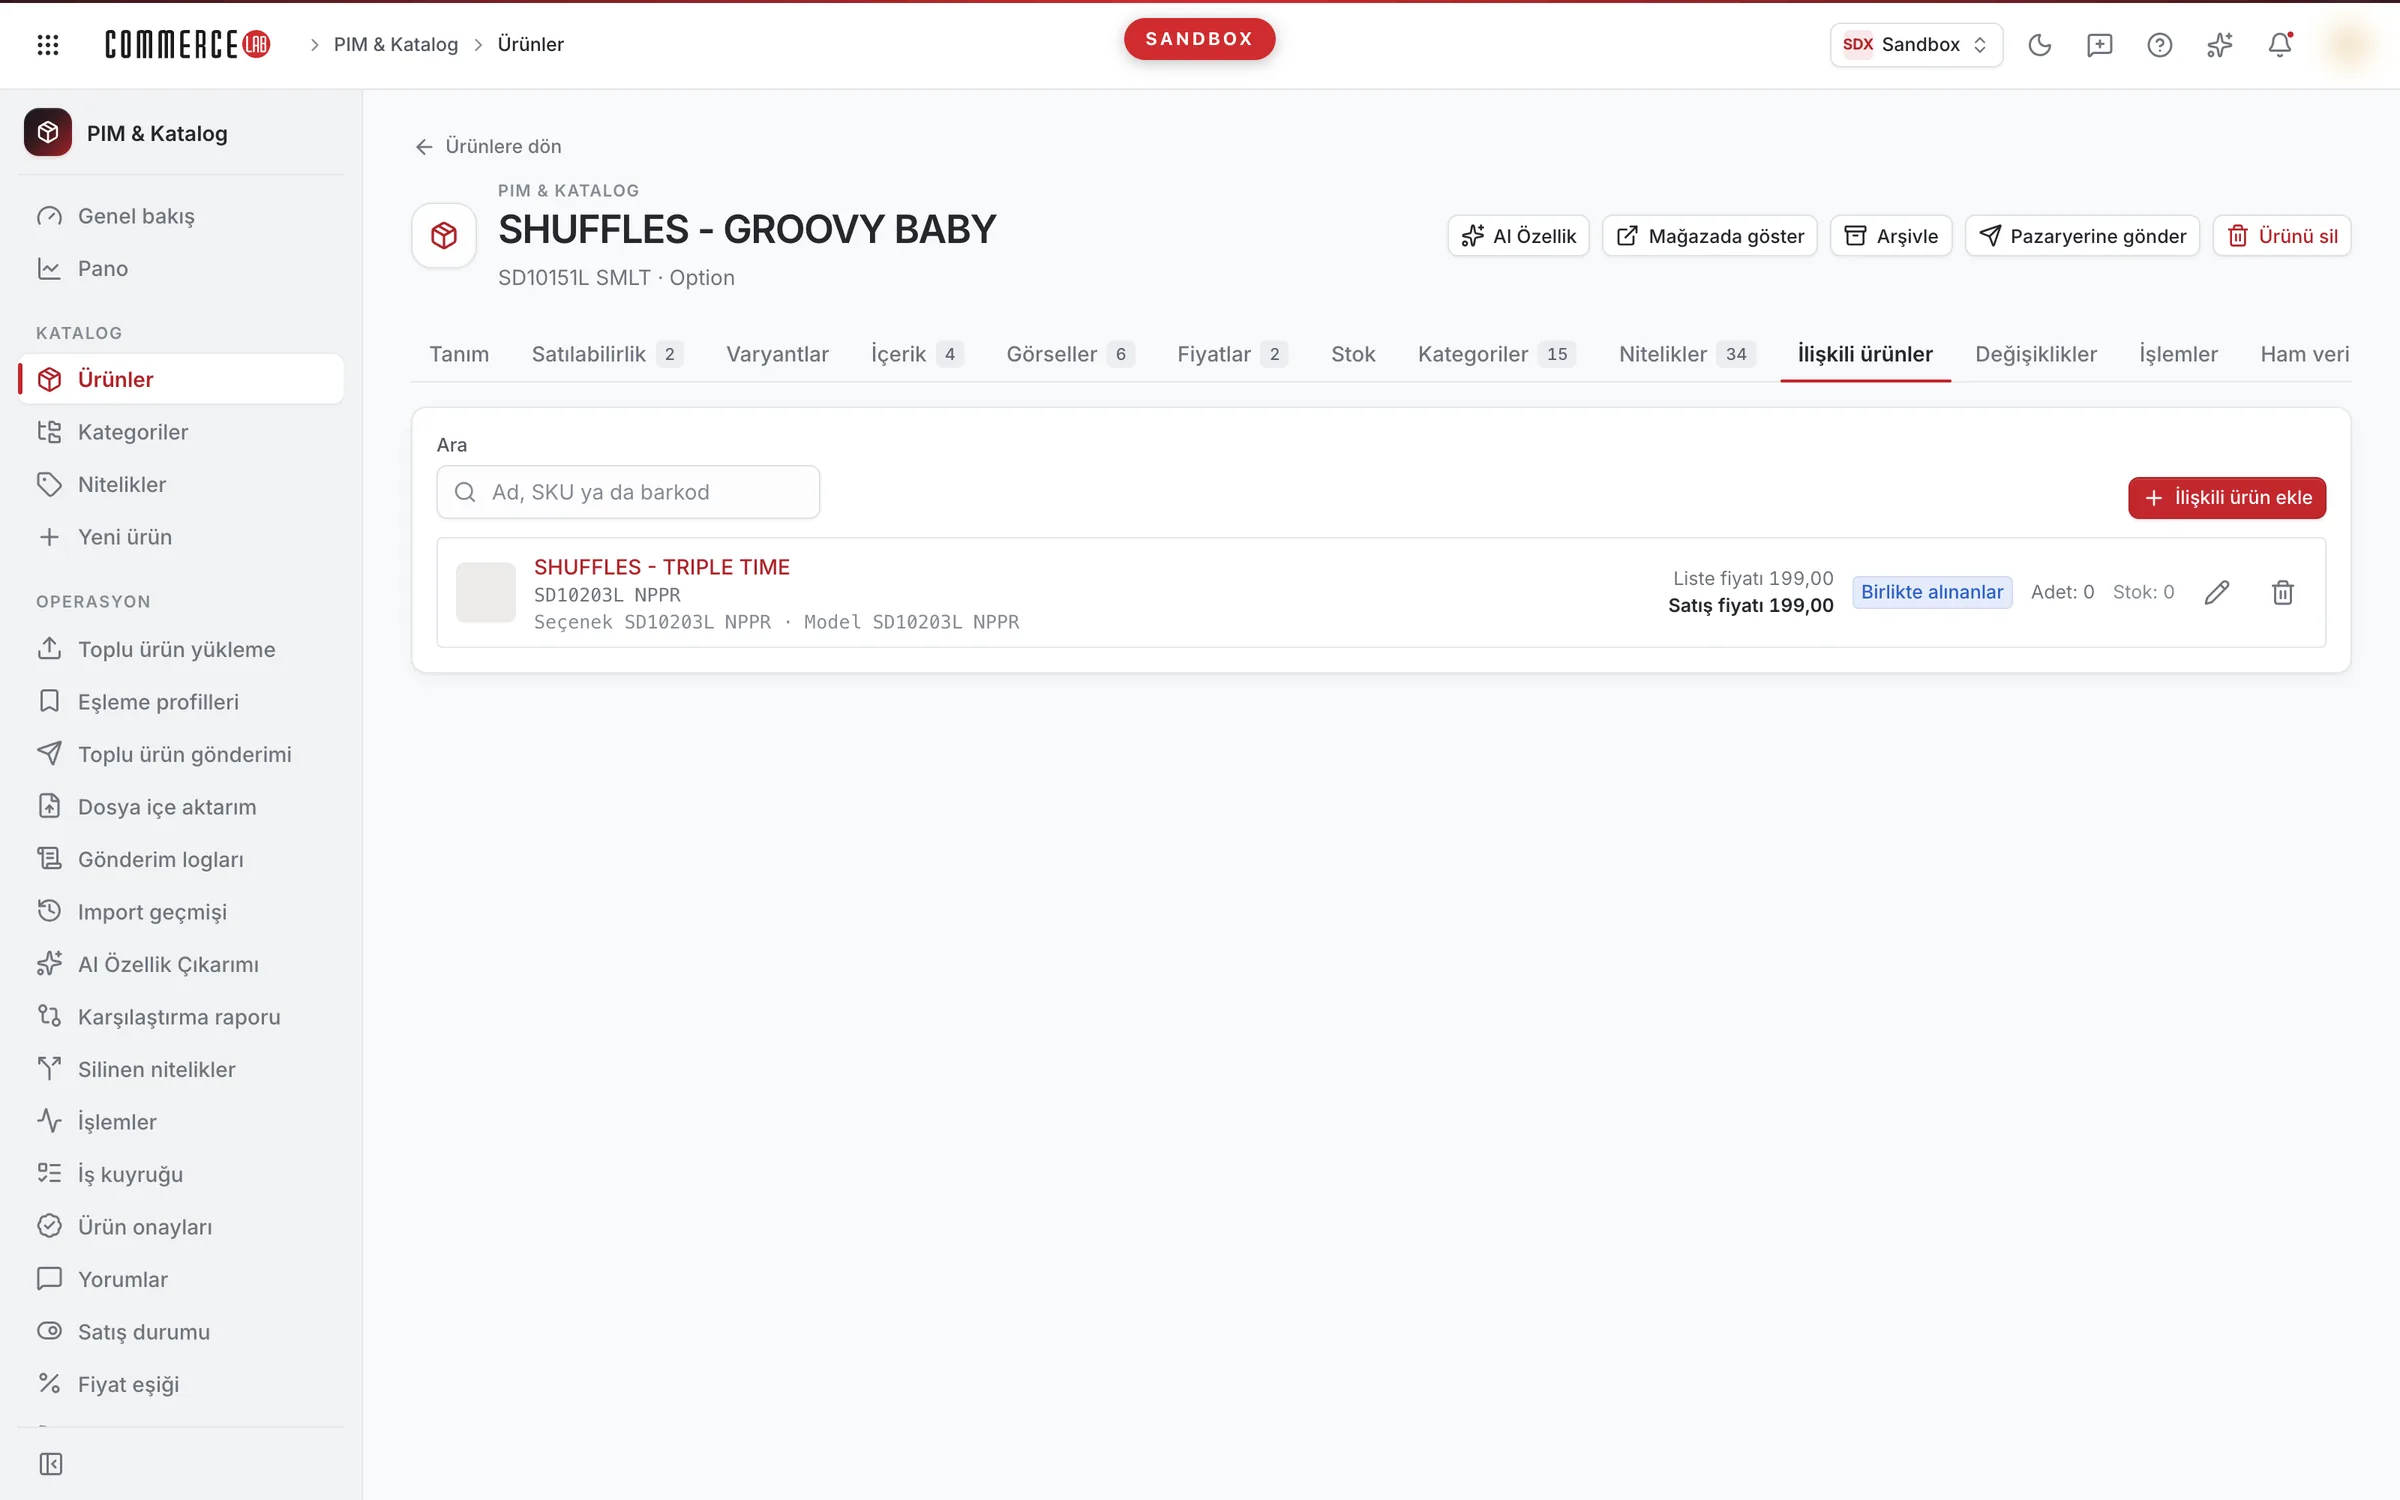 COMMERCE LAB
PIM & Katalog
Ürünler
SANDBOX
SDX Sandbox
PIM & Katalog
Genel bakış
Pano
KATALOG
Ürünler
Kategoriler
Nitelikler
Yeni ürün
OPERASYON
Toplu ürün yükleme
Eşleme profilleri
Toplu ürün gönderimi
Dosya içe aktarım
Gönderim logları
Import geçmişi
AI Özellik Çıkarımı
Karşılaştırma raporu
Silinen nitelikler
İşlemler
İş kuyruğu
Ürün onayları
Yorumlar
Satış durumu
Fiyat eşiği
Ürünlere dön
PIM & KATALOG
SHUFFLES - GROOVY BABY
SD10151L SMLT · Option
AI Özellik
Mağazada göster
Arşivle
Pazaryerine gönder
Ürünü sil
Tanım
Satılabilirlik 2
Varyantlar
İçerik 4
Görseller 6
Fiyatlar 2
Stok
Kategoriler 15
Nitelikler 34
İlişkili ürünler
Değişiklikler
İşlemler
Ham veri
Ara
Ad, SKU ya da barkod
İlişkili ürün ekle
SHUFFLES - TRIPLE TIME
SD10203L NPPR
Seçenek SD10203L NPPR · Model SD10203L NPPR
Liste fiyatı 199,00
Satış fiyatı 199,00
Birlikte alınanlar
Adet: 0
Stok: 0